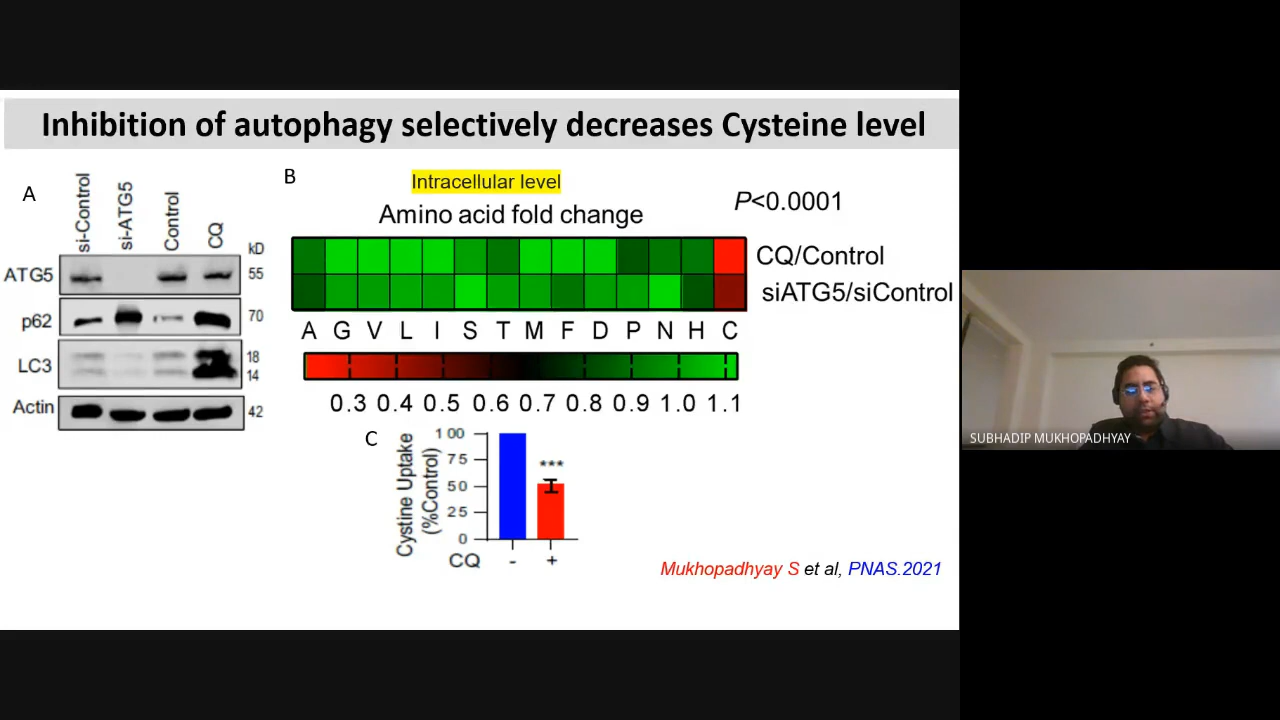 Inhibition of autophagy selectively decreases Cysteine level
A
si-Control
si-ATG5
Control
CQ
kD
ATG5
55
p62
70
LC3
18
14
Actin
42
B
Intracellular level
Amino acid fold change
P<0.0001
CQ/Control
siATG5/siControl
A G V L I S T M F D P N H C
0.3 0.4 0.5 0.6 0.7 0.8 0.9 1.0 1.1
C
Cystine Uptake
(%Control)
100
75
50
25
0
***
CQ - +
Mukhopadhyay S et al, PNAS.2021
SUBHADIP MUKHOPADHYAY